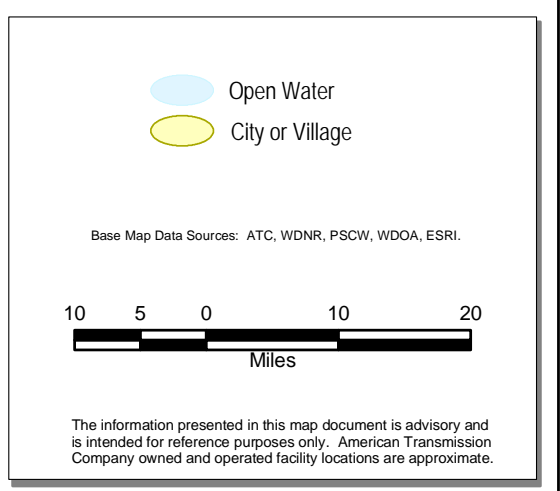 Open Water
City or Village
Base Map Data Sources: ATC, WDNR, PSCW, WDOA, ESRI.
10 5 0 10 20
Miles
The information presented in this map document is advisory and
is intended for reference purposes only. American Transmission
Company owned and operated facility locations are approximate.